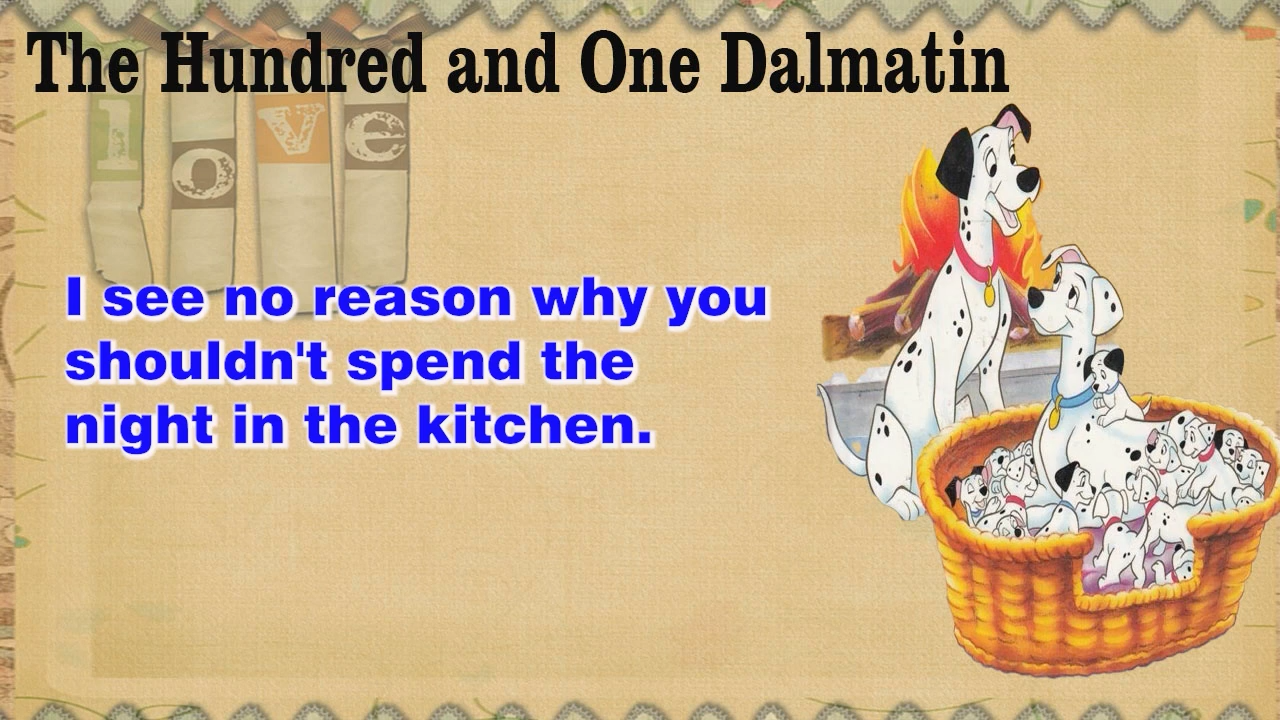 The Hundred and One Dalmatin
love
I see no reason why you
shouldn't spend the
night in the kitchen.